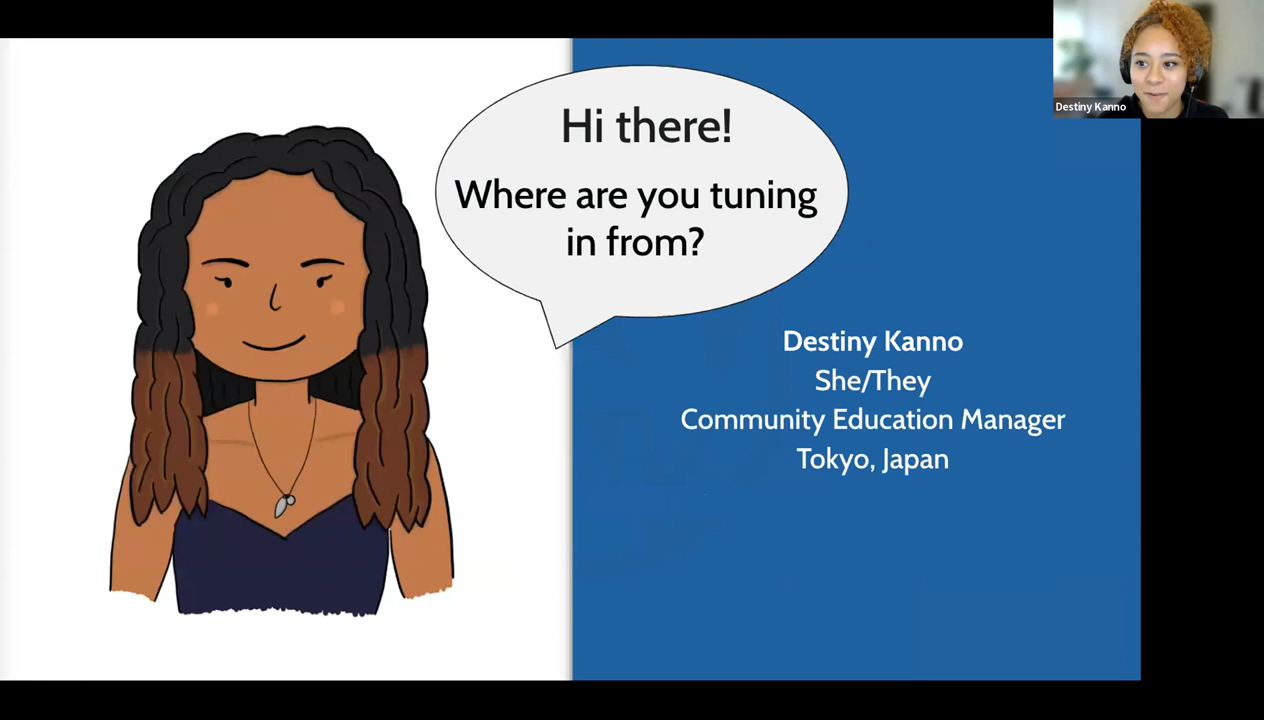 Hi there!
Where are you tuning
in from?
Destiny Kanno
Destiny Kanno
She/They
Community Education Manager
Tokyo, Japan